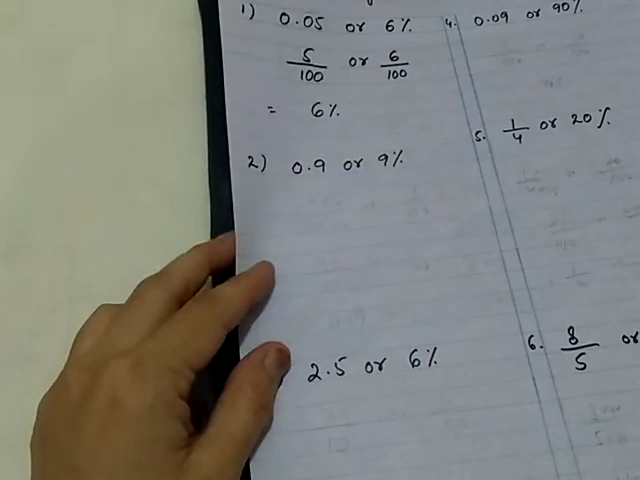 1) 0.05 or 6%
5/100 or 6/100
= 6%
2) 0.9 or 9%
2.5 or 6%
4. 0.09 or 90%
5. 1/4 or 20%
6. 8/5 or